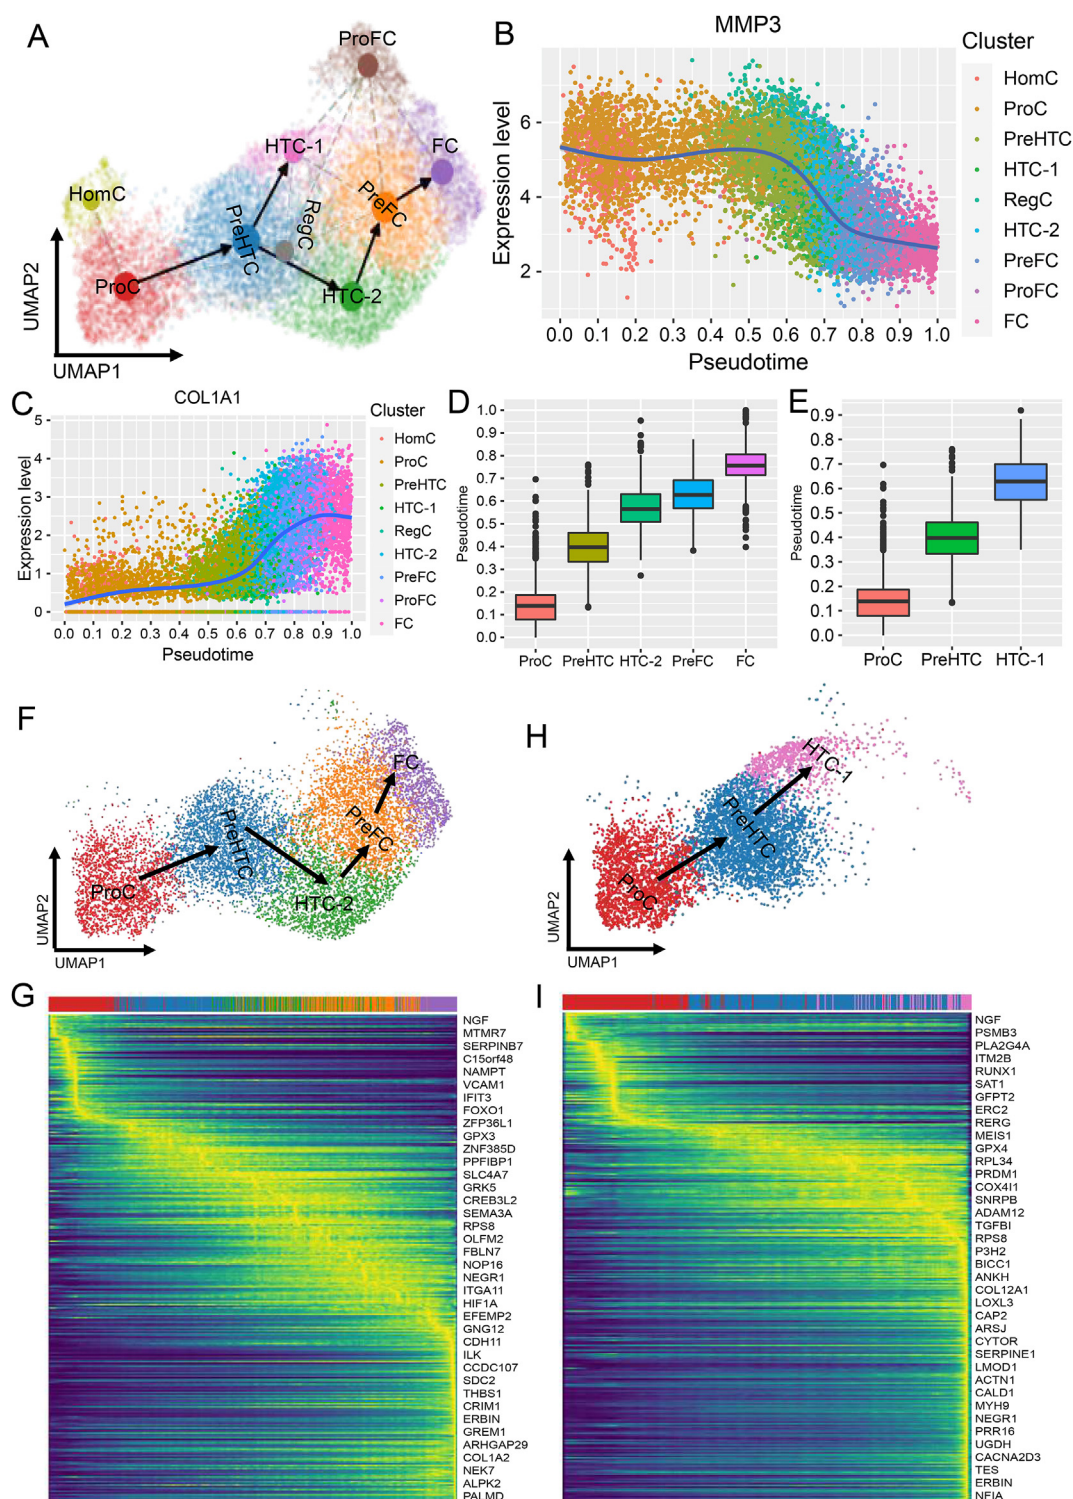 A
ProFC
HTC-1
FC
HomC
PreHTC
RegC
PreFC
ProC
HTC-2
UMAP2
UMAP1
B
MMP3
Expression level
6
4
2
0.0 0.1 0.2 0.3 0.4 0.5 0.6 0.7 0.8 0.9 1.0
Pseudotime
Cluster
HomC
ProC
PreHTC
HTC-1
RegC
HTC-2
PreFC
ProFC
FC
C
COL1A1
Expression level
5
4
3
2
1
0
0.0 0.1 0.2 0.3 0.4 0.5 0.6 0.7 0.8 0.9 1.0
Pseudotime
Cluster
HomC
ProC
PreHTC
HTC-1
RegC
HTC-2
PreFC
ProFC
FC
D
Pseudotime
1.0
0.9
0.8
0.7
0.6
0.5
0.4
0.3
0.2
0.1
0.0
ProC PreHTC HTC-2 PreFC FC
E
Pseudotime
0.9
0.8
0.7
0.6
0.5
0.4
0.3
0.2
0.1
0.0
ProC PreHTC HTC-1
F
FC
PreHTC
PreFC
ProC
HTC-2
UMAP2
UMAP1
H
HTC-1
PreHTC
ProC
UMAP2
UMAP1
G
NGF
MTMR7
SERPINB7
C15orf48
NAMPT
VCAM1
IFIT3
FOXO1
ZFP36L1
GPX3
ZNF385D
PPFIBP1
SLC4A7
GRK5
CREB3L2
SEMA3A
RPS8
OLFM2
FBLN7
NOP16
NEGR1
ITGA11
HIF1A
EFEMP2
GNG12
CDH11
ILK
CCDC107
SDC2
THBS1
CRIM1
ERBIN
GREM1
ARHGAP29
COL1A2
NEK7
ALPK2
PALMD
I
NGF
PSMB3
PLA2G4A
ITM2B
RUNX1
SAT1
GFPT2
ERC2
RERG
MEIS1
GPX4
RPL34
PRDM1
COX4I1
SNRPB
ADAM12
TGFBI
RPS8
P3H2
BICC1
ANKH
COL12A1
LOXL3
CAP2
ARSJ
CYTOR
SERPINE1
LMOD1
ACTN1
CALD1
MYH9
NEGR1
PRR16
UGDH
CACNA2D3
TES
ERBIN
NFIA